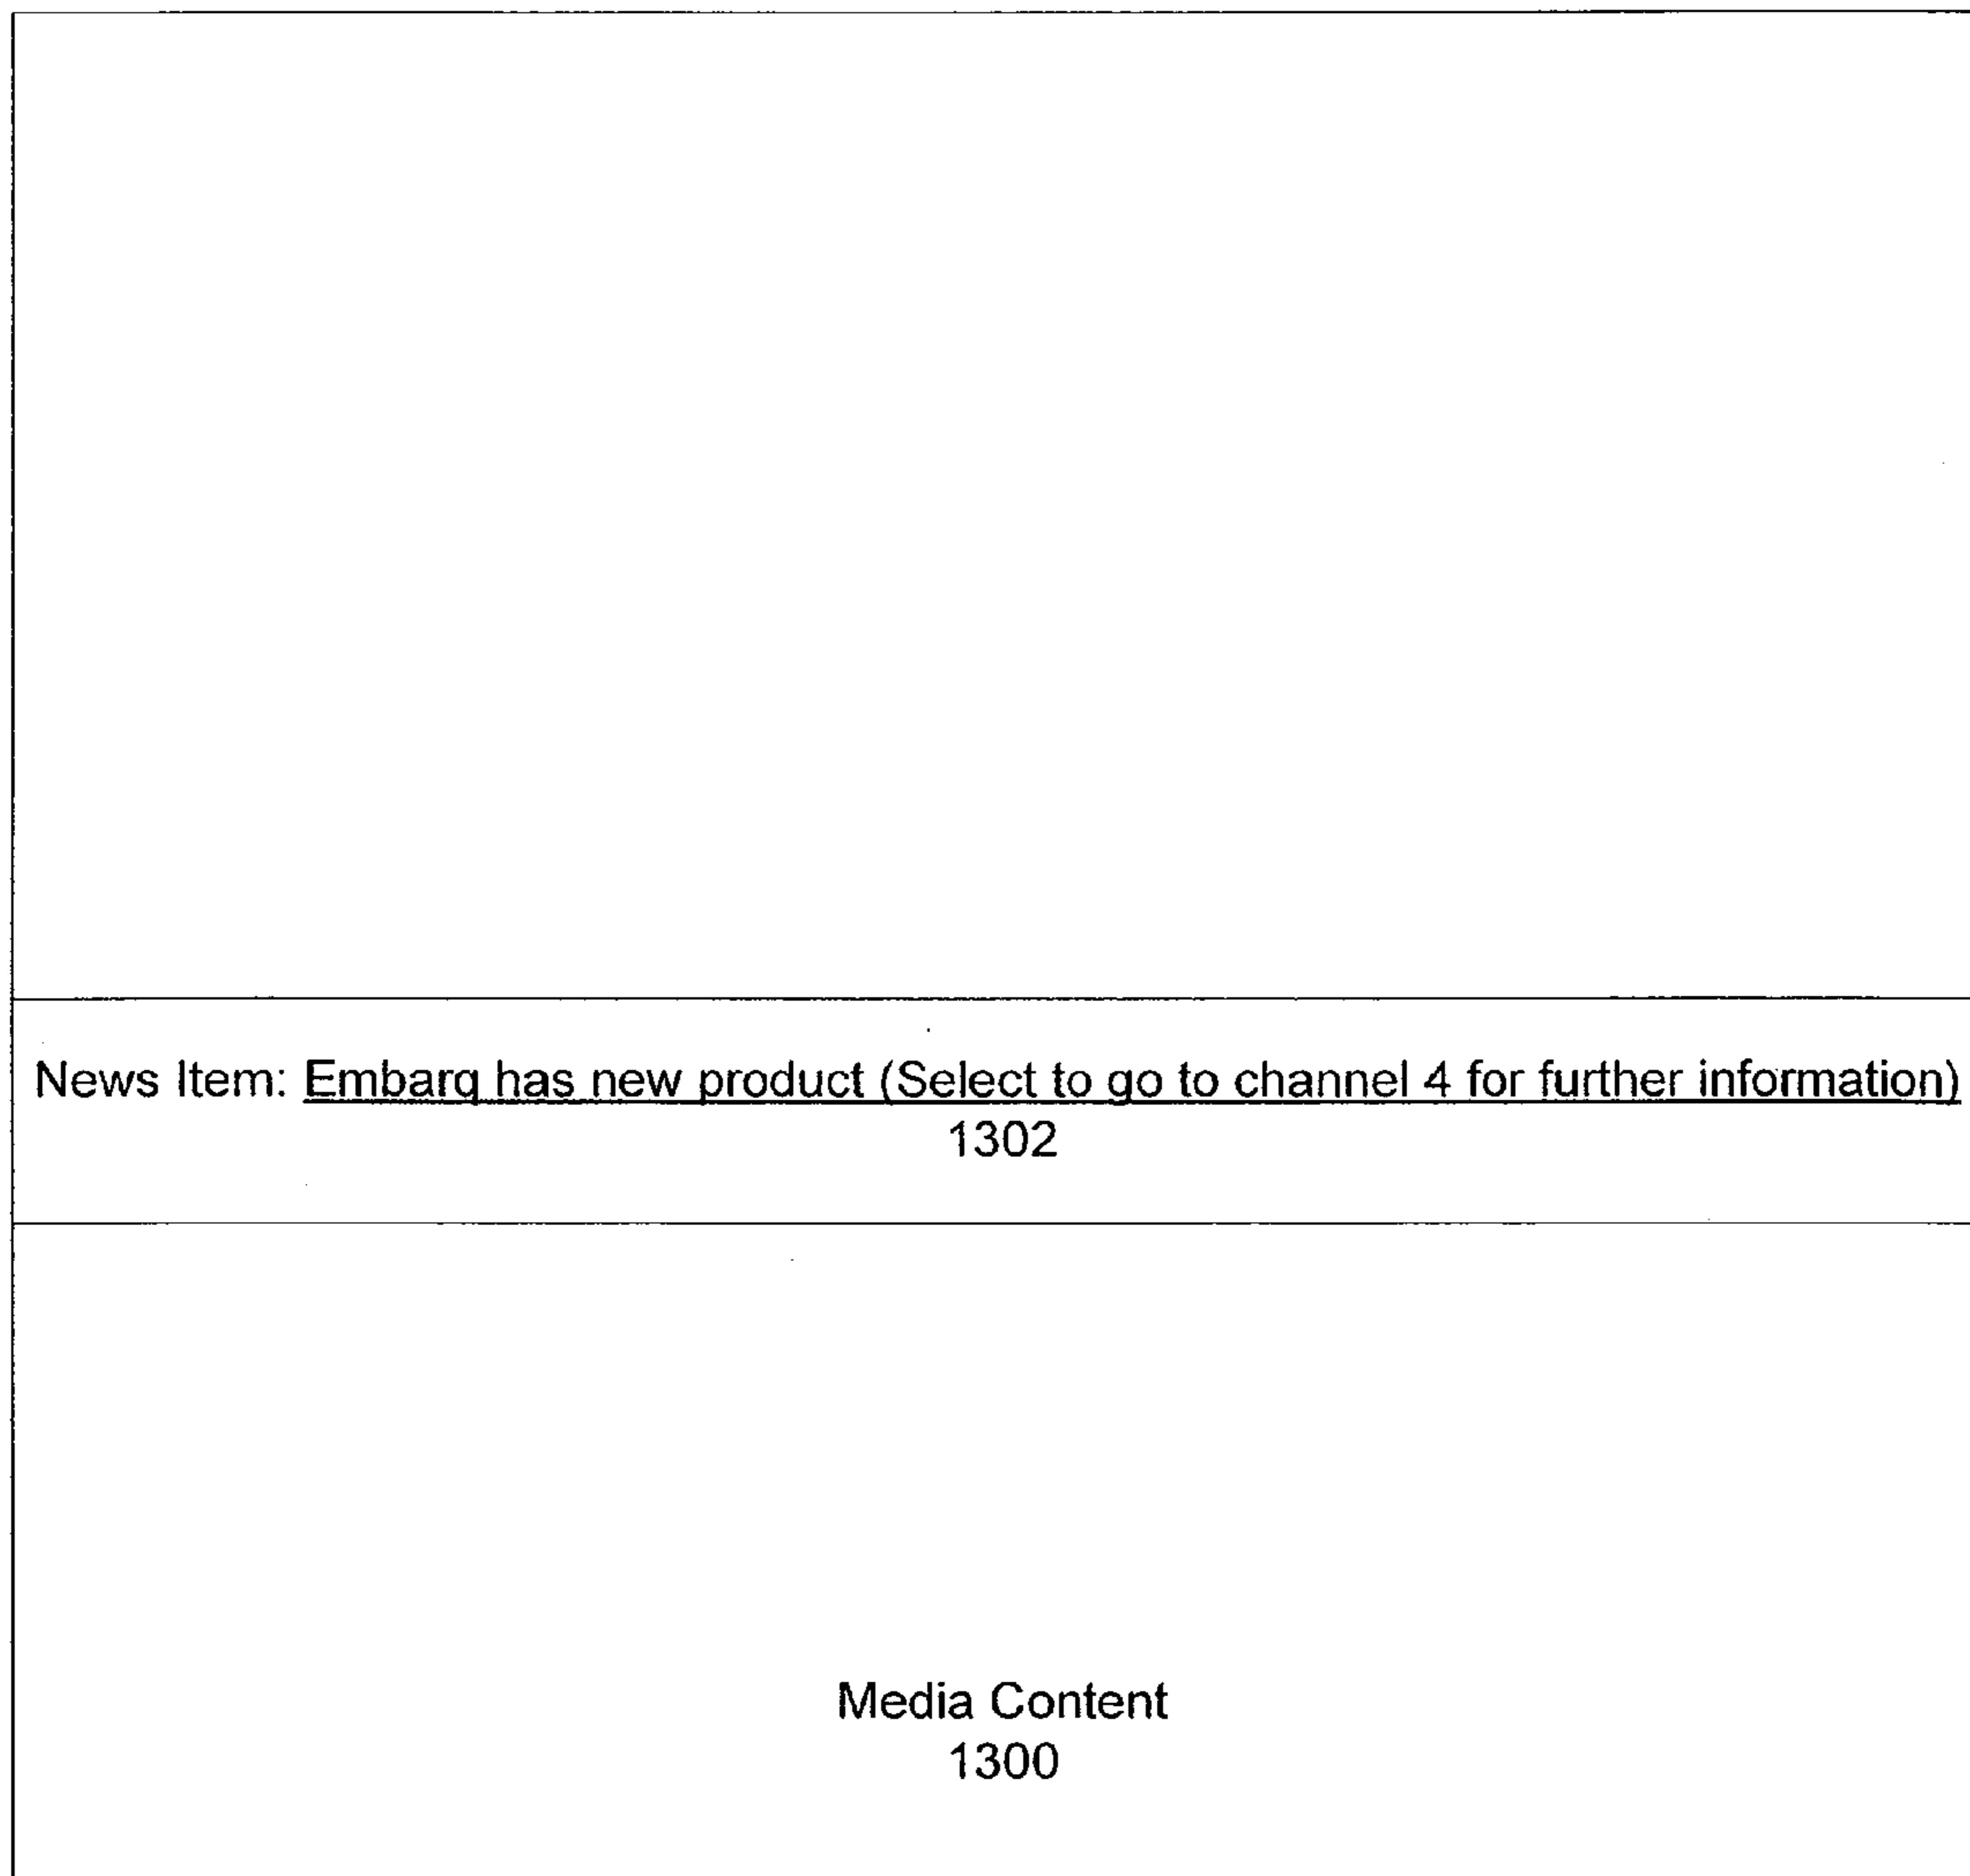 News Item: Embarq has new product (Select to go to channel 4 for further information)
1302
Media Content
1300